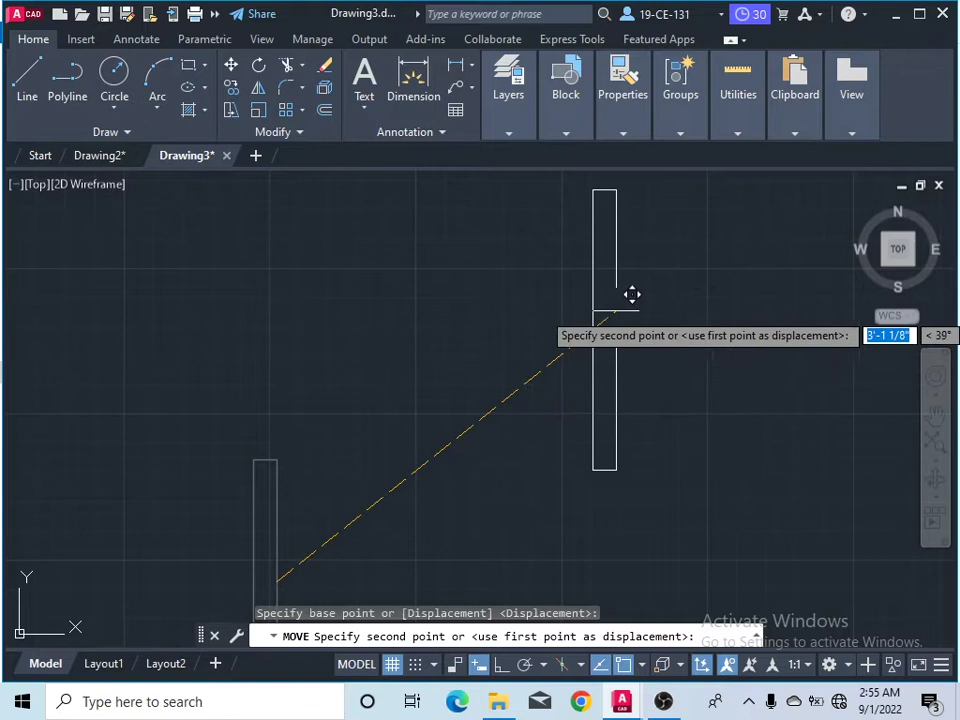 A CAD Share Drawing3.d... Type a keyword or phrase 19-CE-131 30
Home Insert Annotate Parametric View Manage Output Add-ins Collaborate Express Tools Featured Apps
Line Polyline Circle Arc Text Dimension Layers Block Properties Groups Utilities Clipboard View
Draw Modify Annotation
Start Drawing2* Drawing3*
[−][Top][2D Wireframe]
N
W TOP E
S
WCS
Specify second point or <use first point as displacement>: 3'-1 1/8" < 39°
Y
X
Specify base point or [Displacement] <Displacement>:
MOVE Specify second point or <use first point as displacement>:
Activate Windows
Go to Settings to activate Windows.
Model Layout1 Layout2 MODEL 1:1
Type here to search
2:55 AM
9/1/2022
3